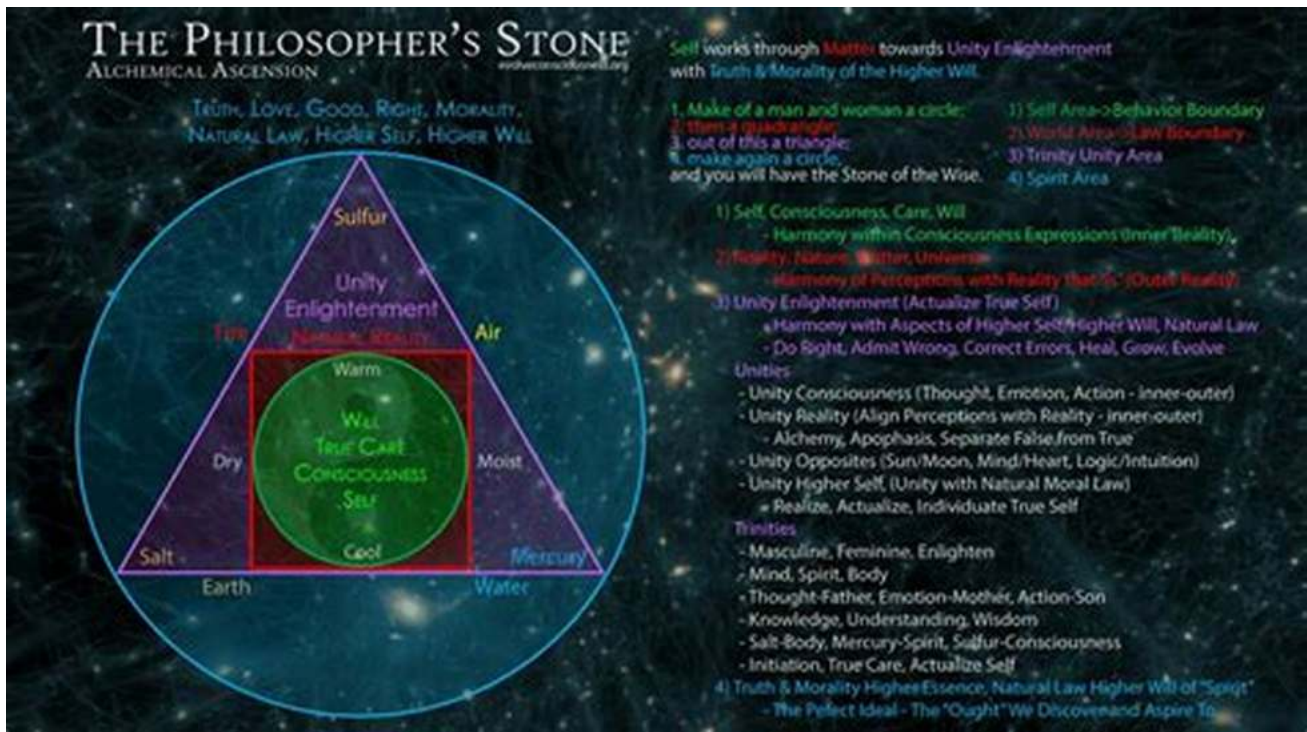 THE PHILOSOPHER'S STONE
evolveconsciousness.org
ALCHEMICAL ASCENSION
TRUTH, LOVE, GOOD, RIGHT, MORALITY,
NATURAL LAW, HIGHER SELF, HIGHER WILL
Sulfur
Unity
Enlightenment
Fire
Air
Reality
Warm
WILL
TRUE CARE
CONSCIOUSNESS
SELF
Dry
Moist
Cool
Salt
Mercury
Earth
Water
Self works through Matter towards Unity Enlightenment
with Truth & Morality of the Higher Will.
1. Make of a man and woman a circle;
2. then a quadrangle;
3. out of this a triangle;
4. make again a circle,
and you will have the Stone of the Wise.
1) Self Area->Behavior Boundary
2) World Area->Law Boundary
3) Trinity Unity Area
4) Spirit Area
1) Self, Consciousness, Care, Will
- Harmony within Consciousness Expressions (Inner Reality)
2) Reality, Nature, Matter, Universe
- Harmony of Perceptions with Reality that "is" (Outer Reality)
3) Unity Enlightenment (Actualize True Self)
- Harmony with Aspects of Higher Self/Higher Will, Natural Law
- Do Right, Admit Wrong, Correct Errors, Heal, Grow, Evolve
Unities
- Unity Consciousness (Thought, Emotion, Action - inner-outer)
- Unity Reality (Align Perceptions with Reality - inner-outer)
- Alchemy, Apophasis, Separate False from True
- Unity Opposites (Sun/Moon, Mind/Heart, Logic/Intuition)
- Unity Higher Self, (Unity with Natural Moral Law)
- Realize, Actualize, Individuate True Self
Trinities
- Masculine, Feminine, Enlighten
- Mind, Spirit, Body
- Thought-Father, Emotion-Mother, Action-Son
- Knowledge, Understanding, Wisdom
- Salt-Body, Mercury-Spirit, Sulfur-Consciousness
- Initiation, True Care, Actualize Self
4) Truth & Morality Higher Essence, Natural Law Higher Will of "Spirit"
- The Pefect Ideal - The "Ought" We Discover and Aspire To